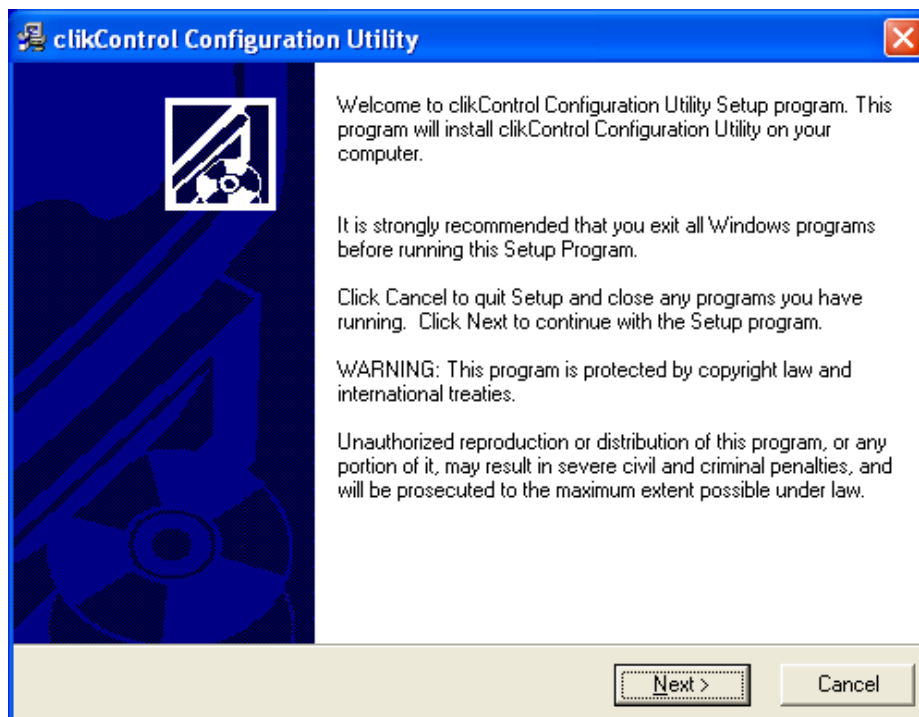 clikControl Configuration Utility
Welcome to clikControl Configuration Utility Setup program. This
program will install clikControl Configuration Utility on your
computer.
It is strongly recommended that you exit all Windows programs
before running this Setup Program.
Click Cancel to quit Setup and close any programs you have
running.  Click Next to continue with the Setup program.
WARNING: This program is protected by copyright law and
international treaties.
Unauthorized reproduction or distribution of this program, or any
portion of it, may result in severe civil and criminal penalties, and
will be prosecuted to the maximum extent possible under law.
Next >
Cancel